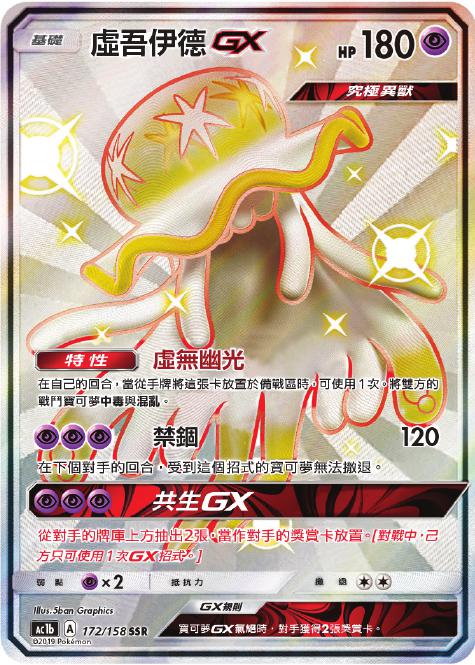 基礎 虛吾伊德GX HP 180
究極異獸
特性 虛無幽光
在自己的回合，當從手牌將這張卡放置於備戰區時，可使用1次。將雙方的
戰鬥寶可夢中毒與混亂。
禁錮 120
在下個對手的回合，受到這個招式的寶可夢無法撤退。
共生GX
從對手的牌庫上方抽出2張，當作對手的獎賞卡放置。[對戰中，己
方只可使用1次GX招式。]
弱點 ×2 抵抗力 撤退
Illus. 5ban Graphics GX規則
AC1b A 172/158 SSR 寶可夢GX氣絕時，對手獲得2張獎賞卡。
©2019 Pokémon